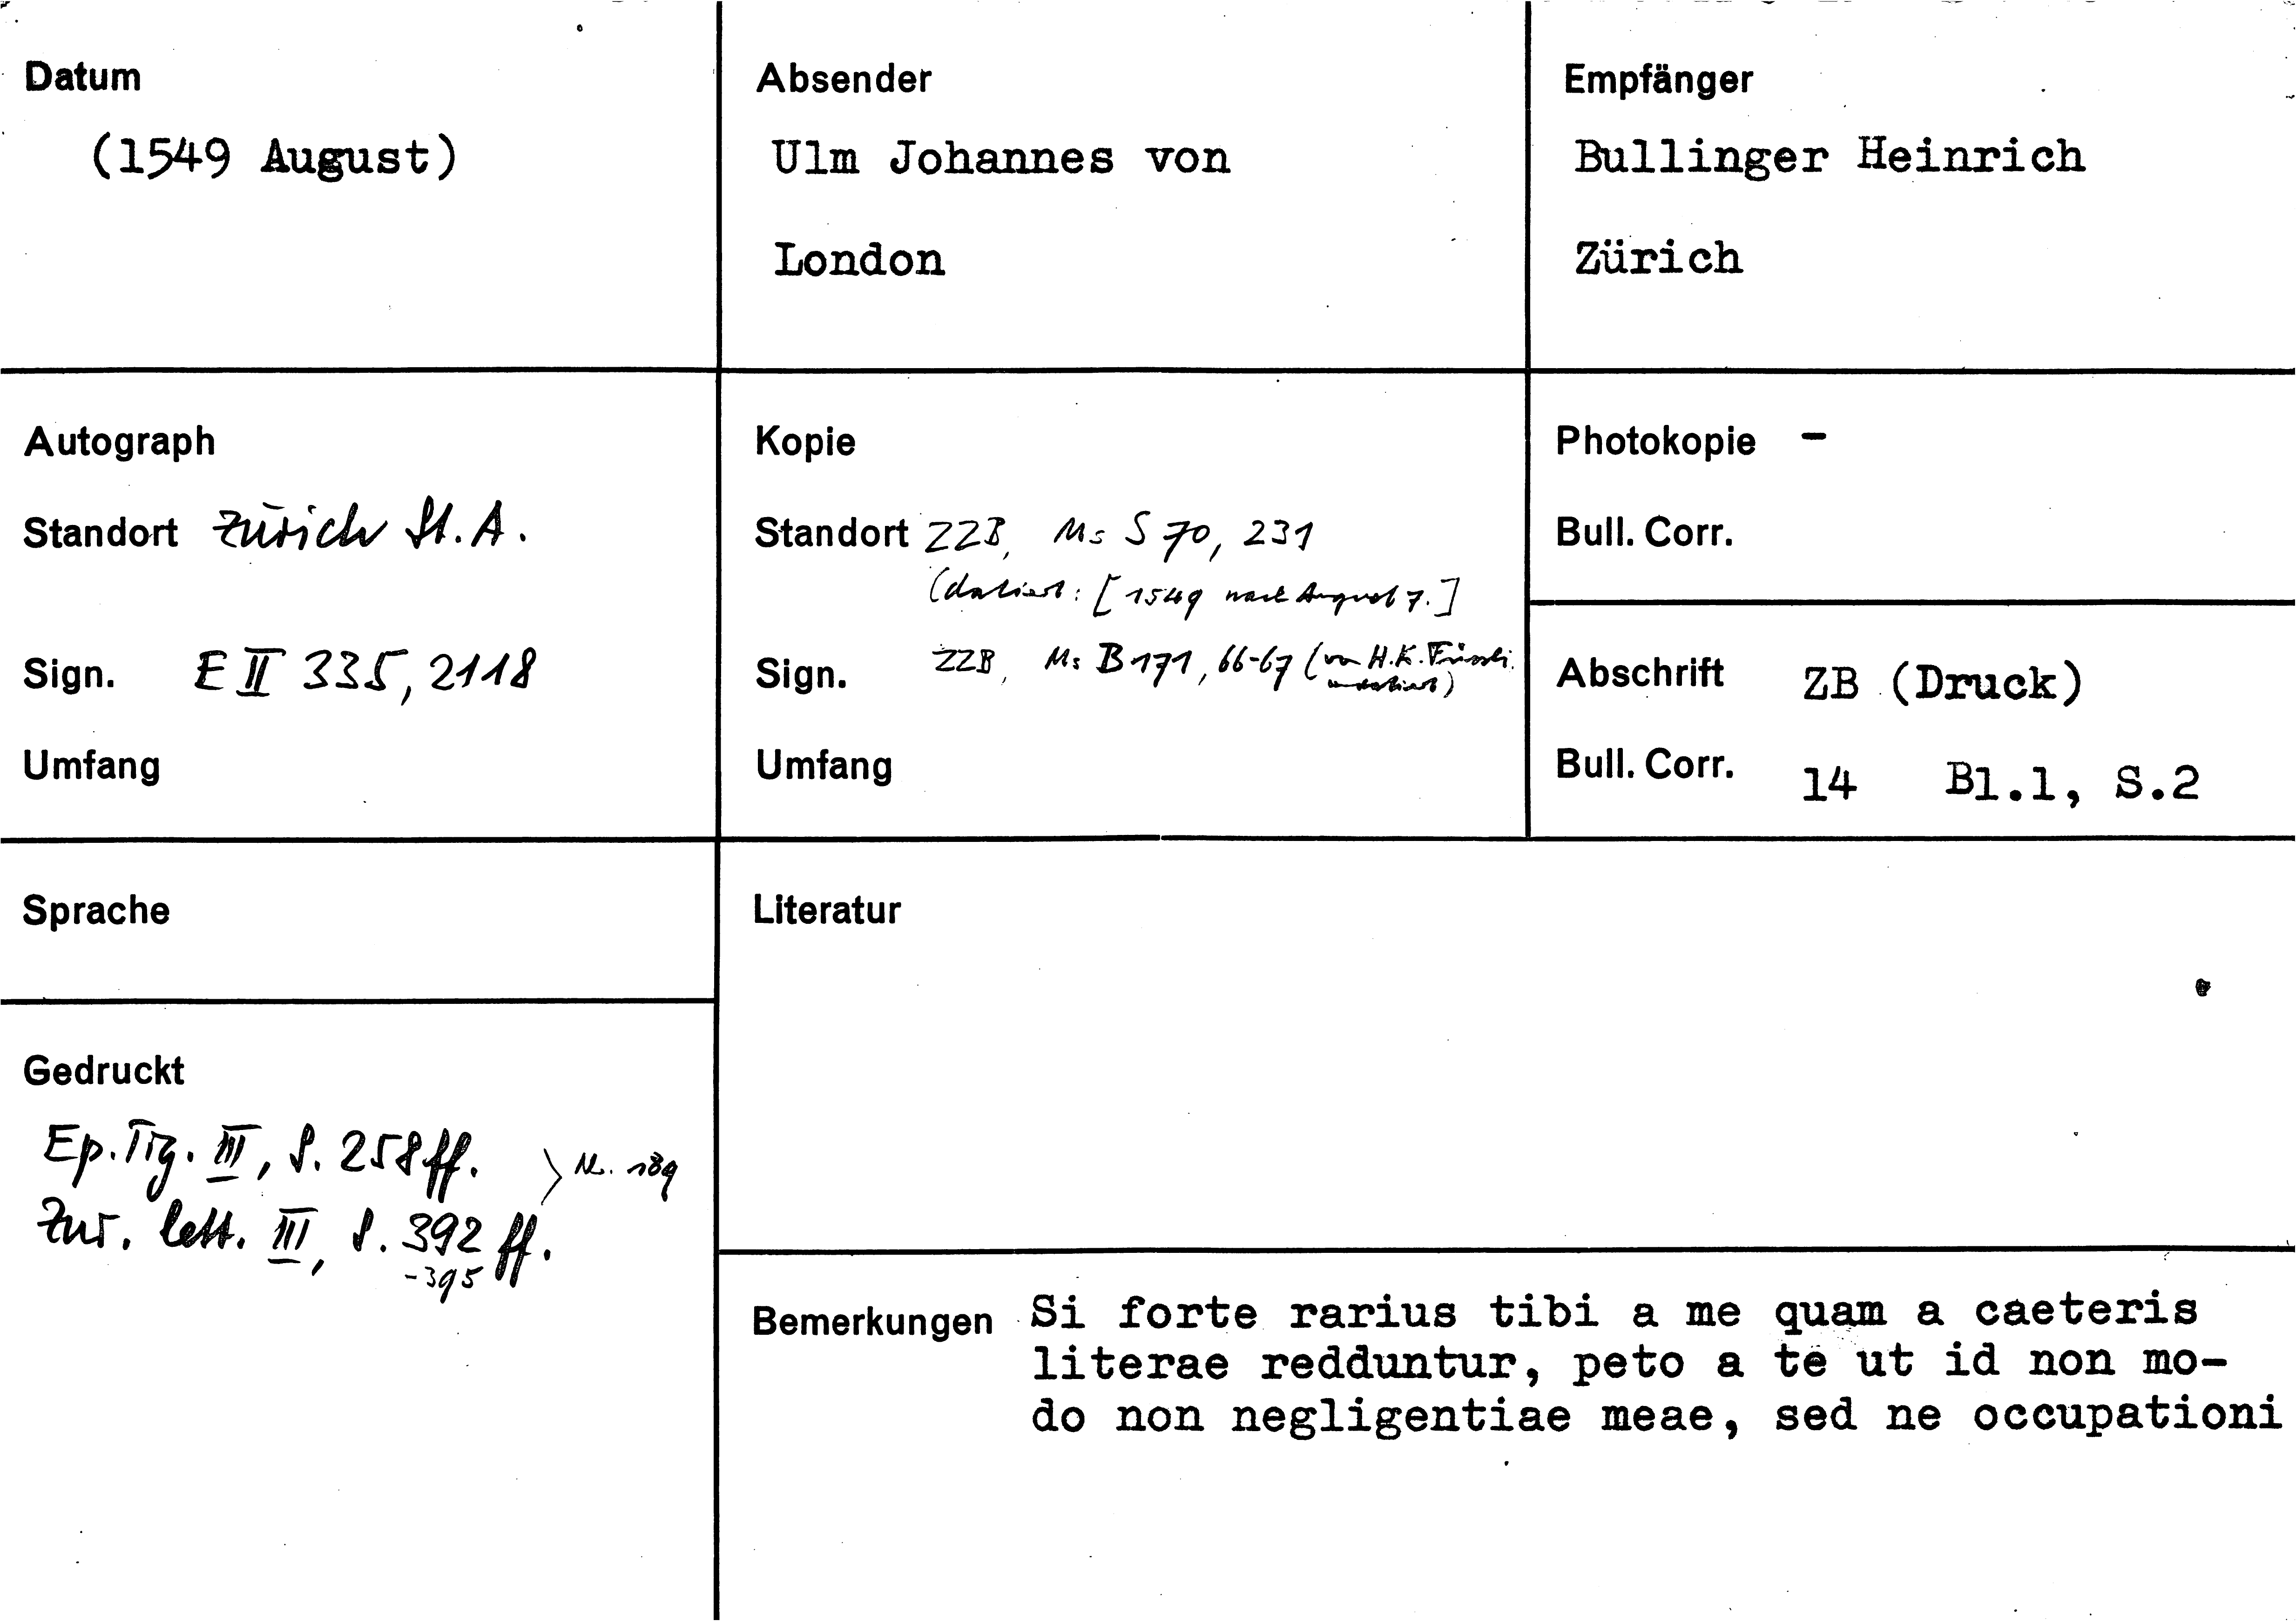 Datum
(1549 August)
Absender
Ulm Johannes von
London
Empfänger
Bullinger Heinrich
Zürich
Autograph
Standort Zürich St. A.
Sign. E II 335, 2118
Umfang
Kopie
Standort ZZB, Ms S 70, 231
(datiert: [1549 nach August 7.]
Sign. ZZB, Ms B 171, 66-67 (von H.K. Füssli.
undatiert)
Umfang
Photokopie -
Bull. Corr.
Abschrift ZB (Druck)
Bull. Corr. 14 Bl.1, S.2
Sprache
Gedruckt
Ep. Tig. III, S. 258 ff.
Zur. lett. III, S. 392 ff. > Nr. 189
-395
Literatur
Bemerkungen Si forte rarius tibi a me quam a caeteris
literae redduntur, peto a te ut id non mo-
do non negligentiae meae, sed ne occupationi